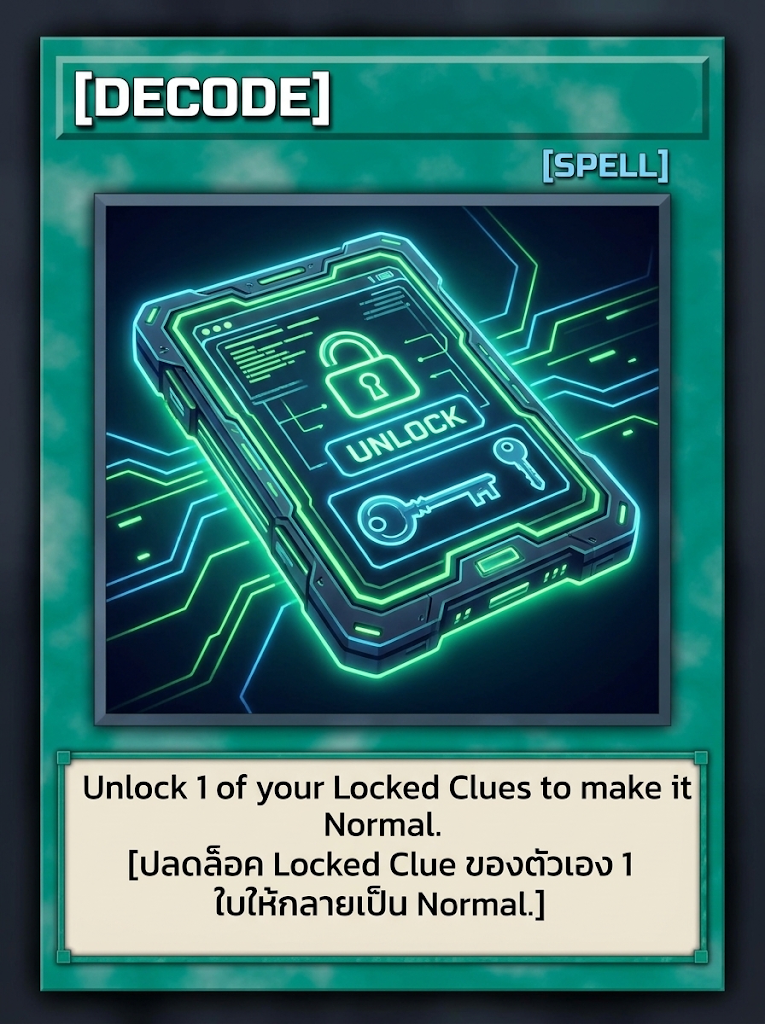 [DECODE]
[SPELL]
UNLOCK
Unlock 1 of your Locked Clues to make it
Normal.
[ปลดล็อค Locked Clue ของตัวเอง 1
ใบให้กลายเป็น Normal.]